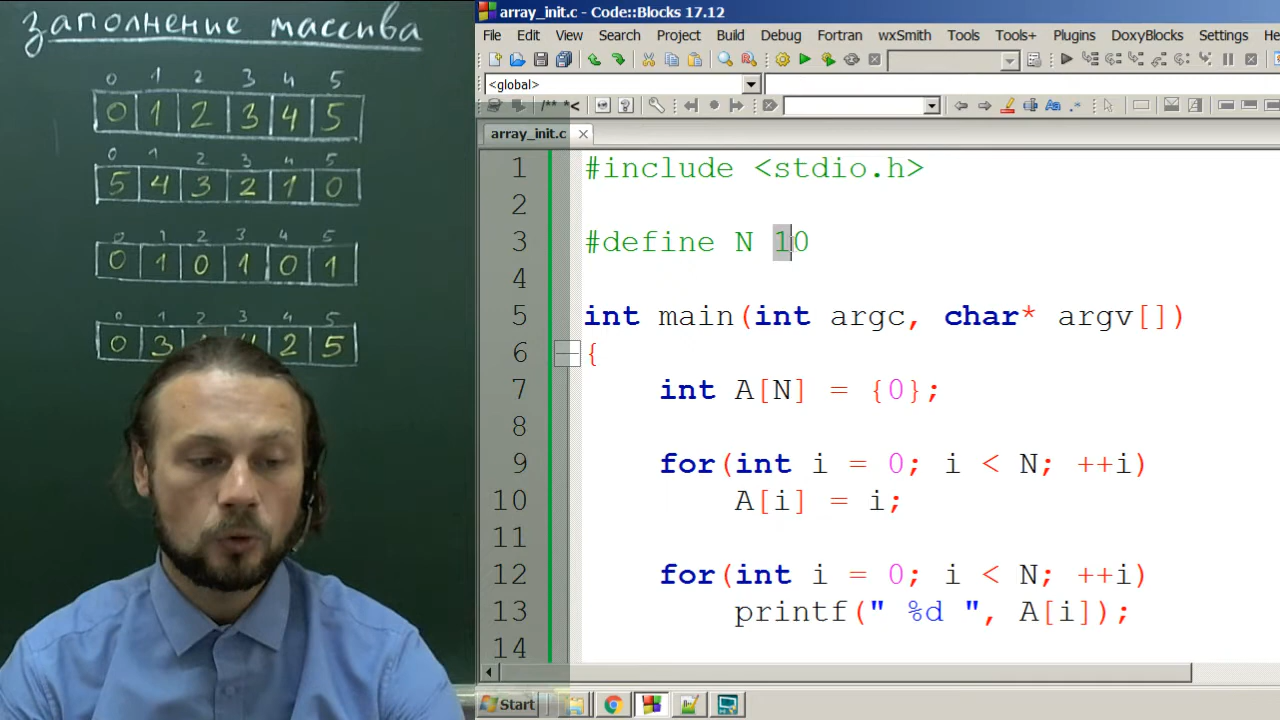 заполнение массива
0 1 2 3 4 5
0 1 2 3 4 5
0 1 2 3 4 5
5 4 3 2 1 0
0 1 2 3 4 5
0 1 0 1 0 1
0 1 2 3 4 5
0 3 2 5
array_init.c - Code::Blocks 17.12
File Edit View Search Project Build Debug Fortran wxSmith Tools Tools+ Plugins DoxyBlocks Settings
<global>
/** *<
array_init.c
1 #include <stdio.h>
2
3 #define N 10
4
5 int main(int argc, char* argv[])
6 {
7 int A[N] = {0};
8
9 for(int i = 0; i < N; ++i)
10 A[i] = i;
11
12 for(int i = 0; i < N; ++i)
13 printf(" %d ", A[i]);
14
Start